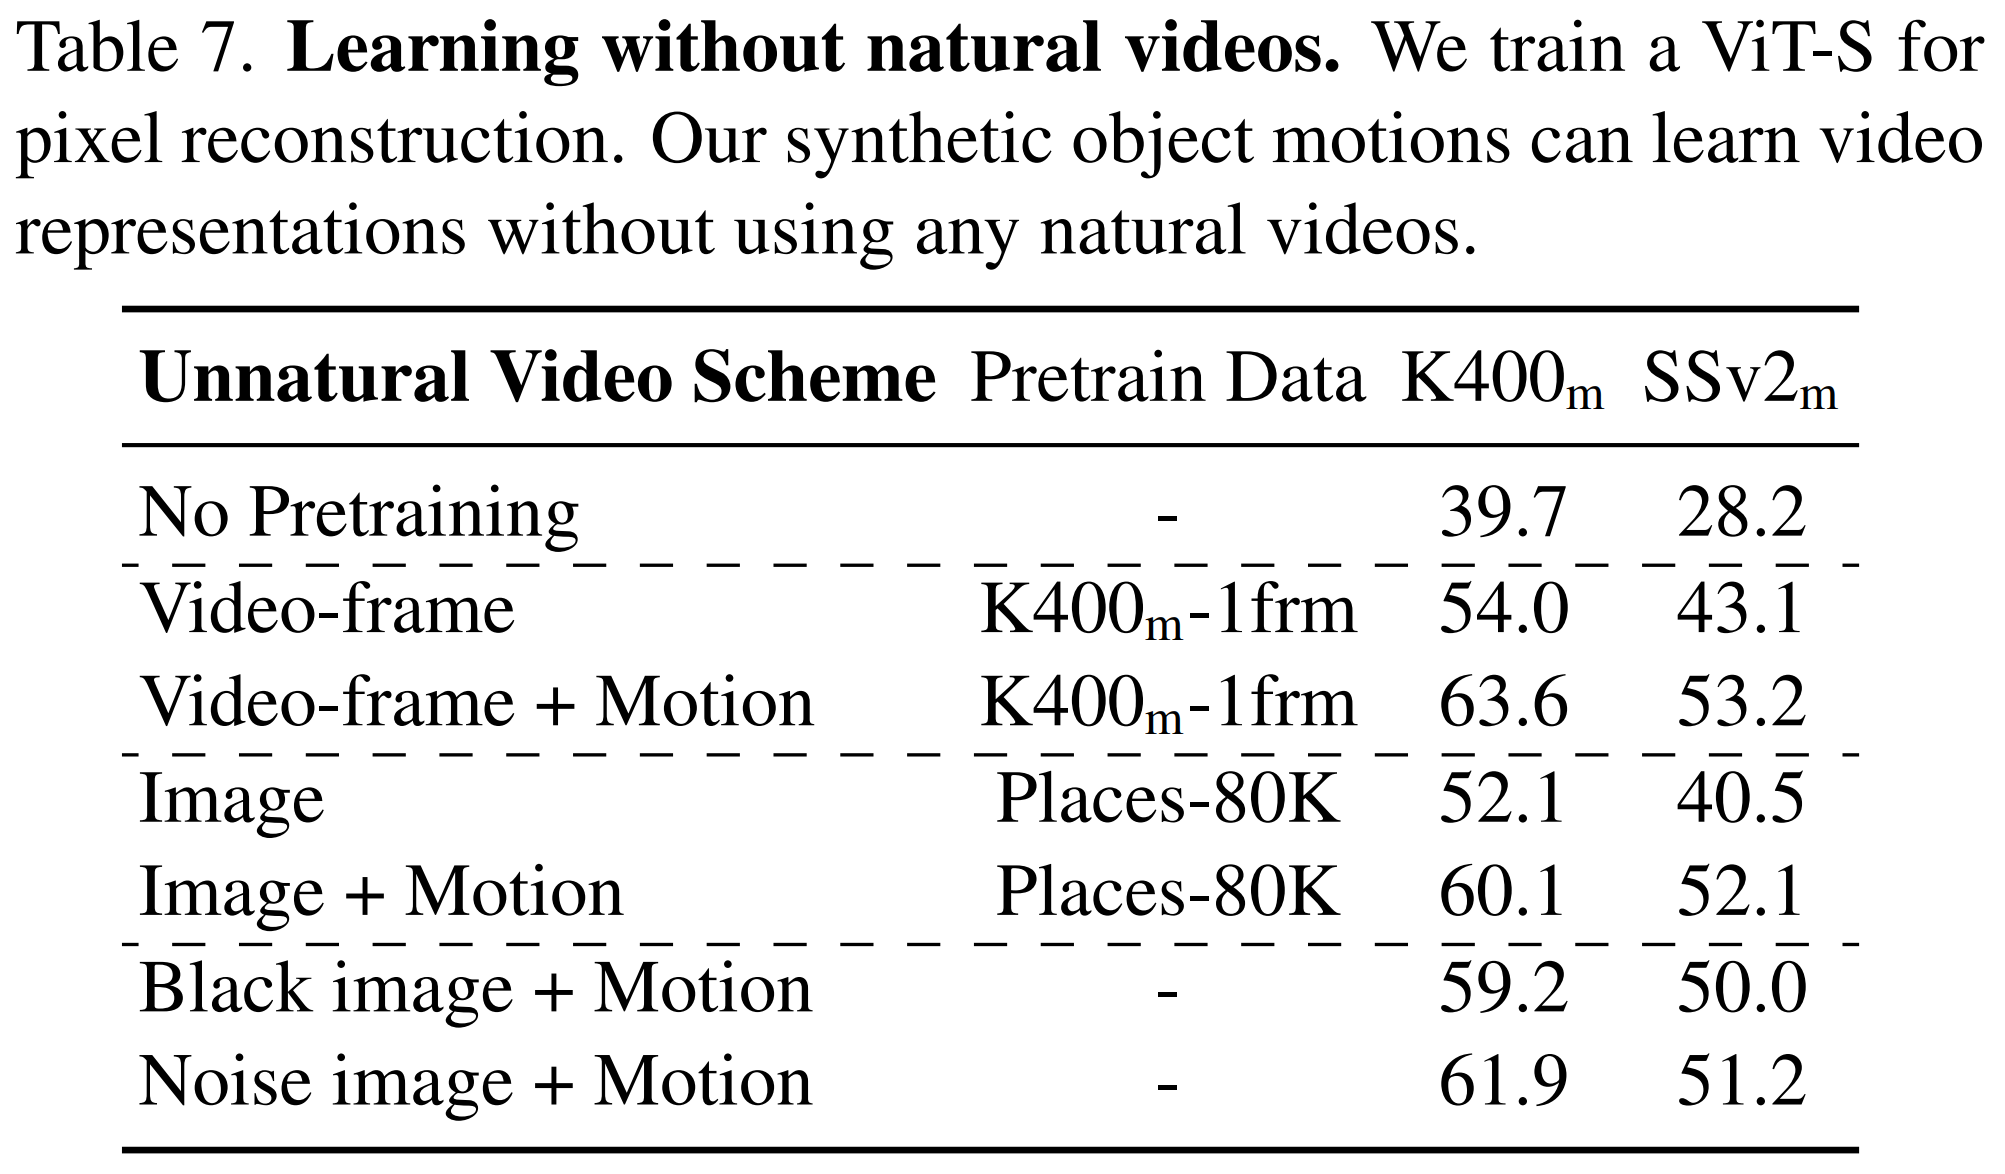 Table 7. Learning without natural videos. We train a ViT-S for
pixel reconstruction. Our synthetic object motions can learn video
representations without using any natural videos.
Unnatural Video Scheme Pretrain Data K400m SSv2m
No Pretraining - 39.7 28.2
Video-frame K400m-1frm 54.0 43.1
Video-frame + Motion K400m-1frm 63.6 53.2
Image Places-80K 52.1 40.5
Image + Motion Places-80K 60.1 52.1
Black image + Motion - 59.2 50.0
Noise image + Motion - 61.9 51.2